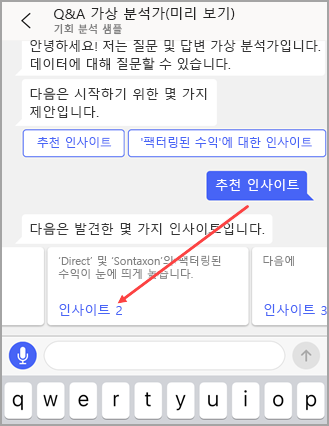 Q&A 가상 분석가(미리 보기)
기회 분석 샘플
안녕하세요! 저는 질문 및 답변 가상 분석가입니다.
데이터에 대해 질문할 수 있습니다.
다음은 시작하기 위한 몇 가지
제안입니다.
추천 인사이트
'팩터링된 수익'에 대한 인사이트
추천 인사이트
다음은 발견한 몇 가지 인사이트입니다.
'Direct' 및 'Sontaxon'의 팩터링된
수익이 눈에 띄게 높습니다.
인사이트 2
다음에
인사이트 3
q w e r t y u i o p